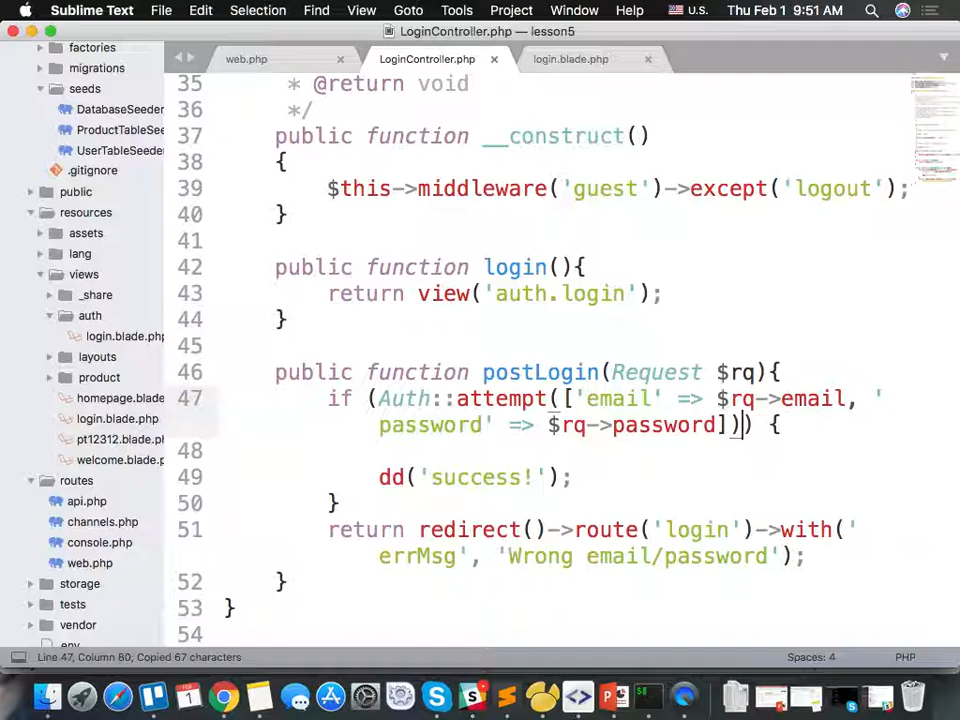 Sublime Text File Edit Selection Find View Goto Tools Project Window Help U.S. Thu Feb 1 9:51 AM
LoginController.php — lesson5
web.php × LoginController.php × login.blade.php ×
factories
migrations
seeds
DatabaseSeeder
ProductTableSee
UserTableSeeder
.gitignore
public
resources
assets
lang
views
_share
auth
login.blade.php
layouts
product
homepage.blade
login.blade.php
pt12312.blade.ph
welcome.blade.p
routes
api.php
channels.php
console.php
web.php
storage
tests
vendor
.env
35 * @return void
36 */
37 public function __construct()
38 {
39 $this->middleware('guest')->except('logout');
40 }
41
42 public function login(){
43 return view('auth.login');
44 }
45
46 public function postLogin(Request $rq){
47 if (Auth::attempt(['email' => $rq->email, '
password' => $rq->password])) {
48
49 dd('success!');
50 }
51 return redirect()->route('login')->with('
errMsg', 'Wrong email/password');
52 }
53 }
54
Line 47, Column 80, Copied 67 characters Spaces: 4 PHP